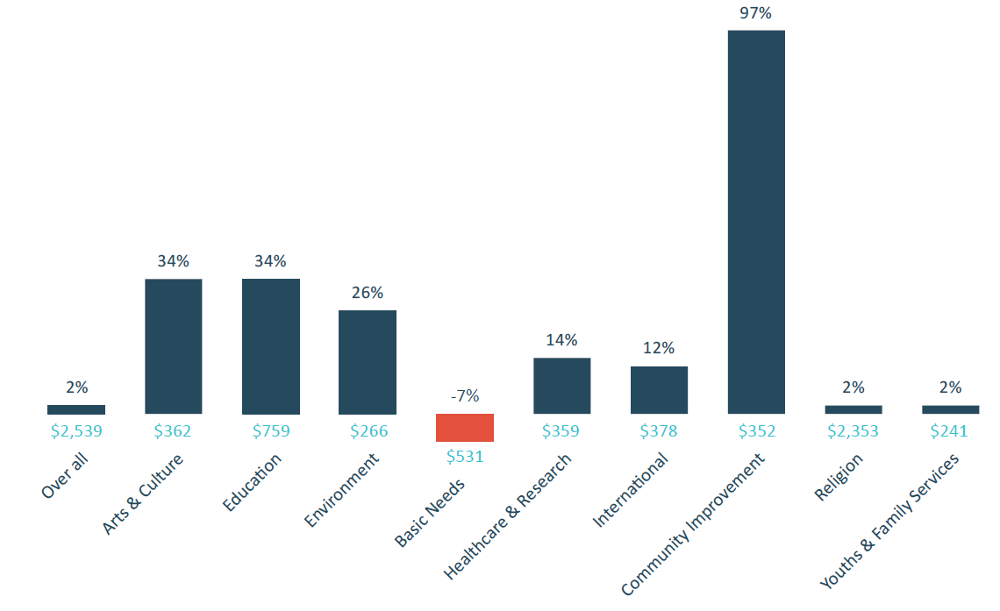 97%
34%
34%
26%
14%
12%
2%
-7%
2%
2%
$2,539
$362
$759
$266
$531
$359
$378
$352
$2,353
$241
Over all
Arts & Culture
Education
Environment
Basic Needs
Healthcare & Research
International
Community Improvement
Religion
Youths & Family Services